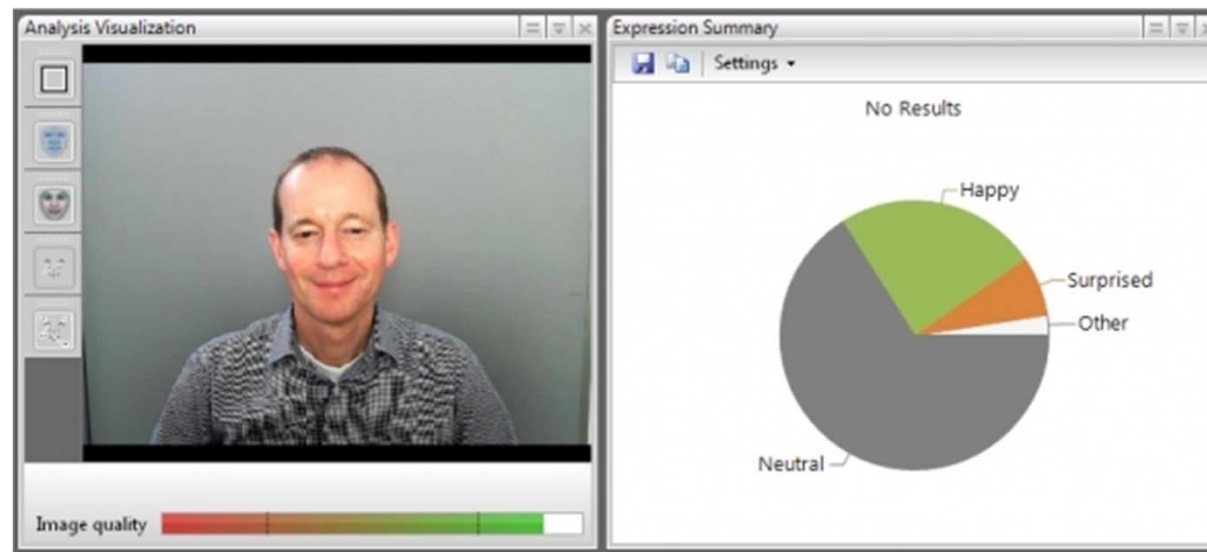 Analysis Visualization
Image quality
Expression Summary
Settings
No Results
Happy
Surprised
Other
Neutral